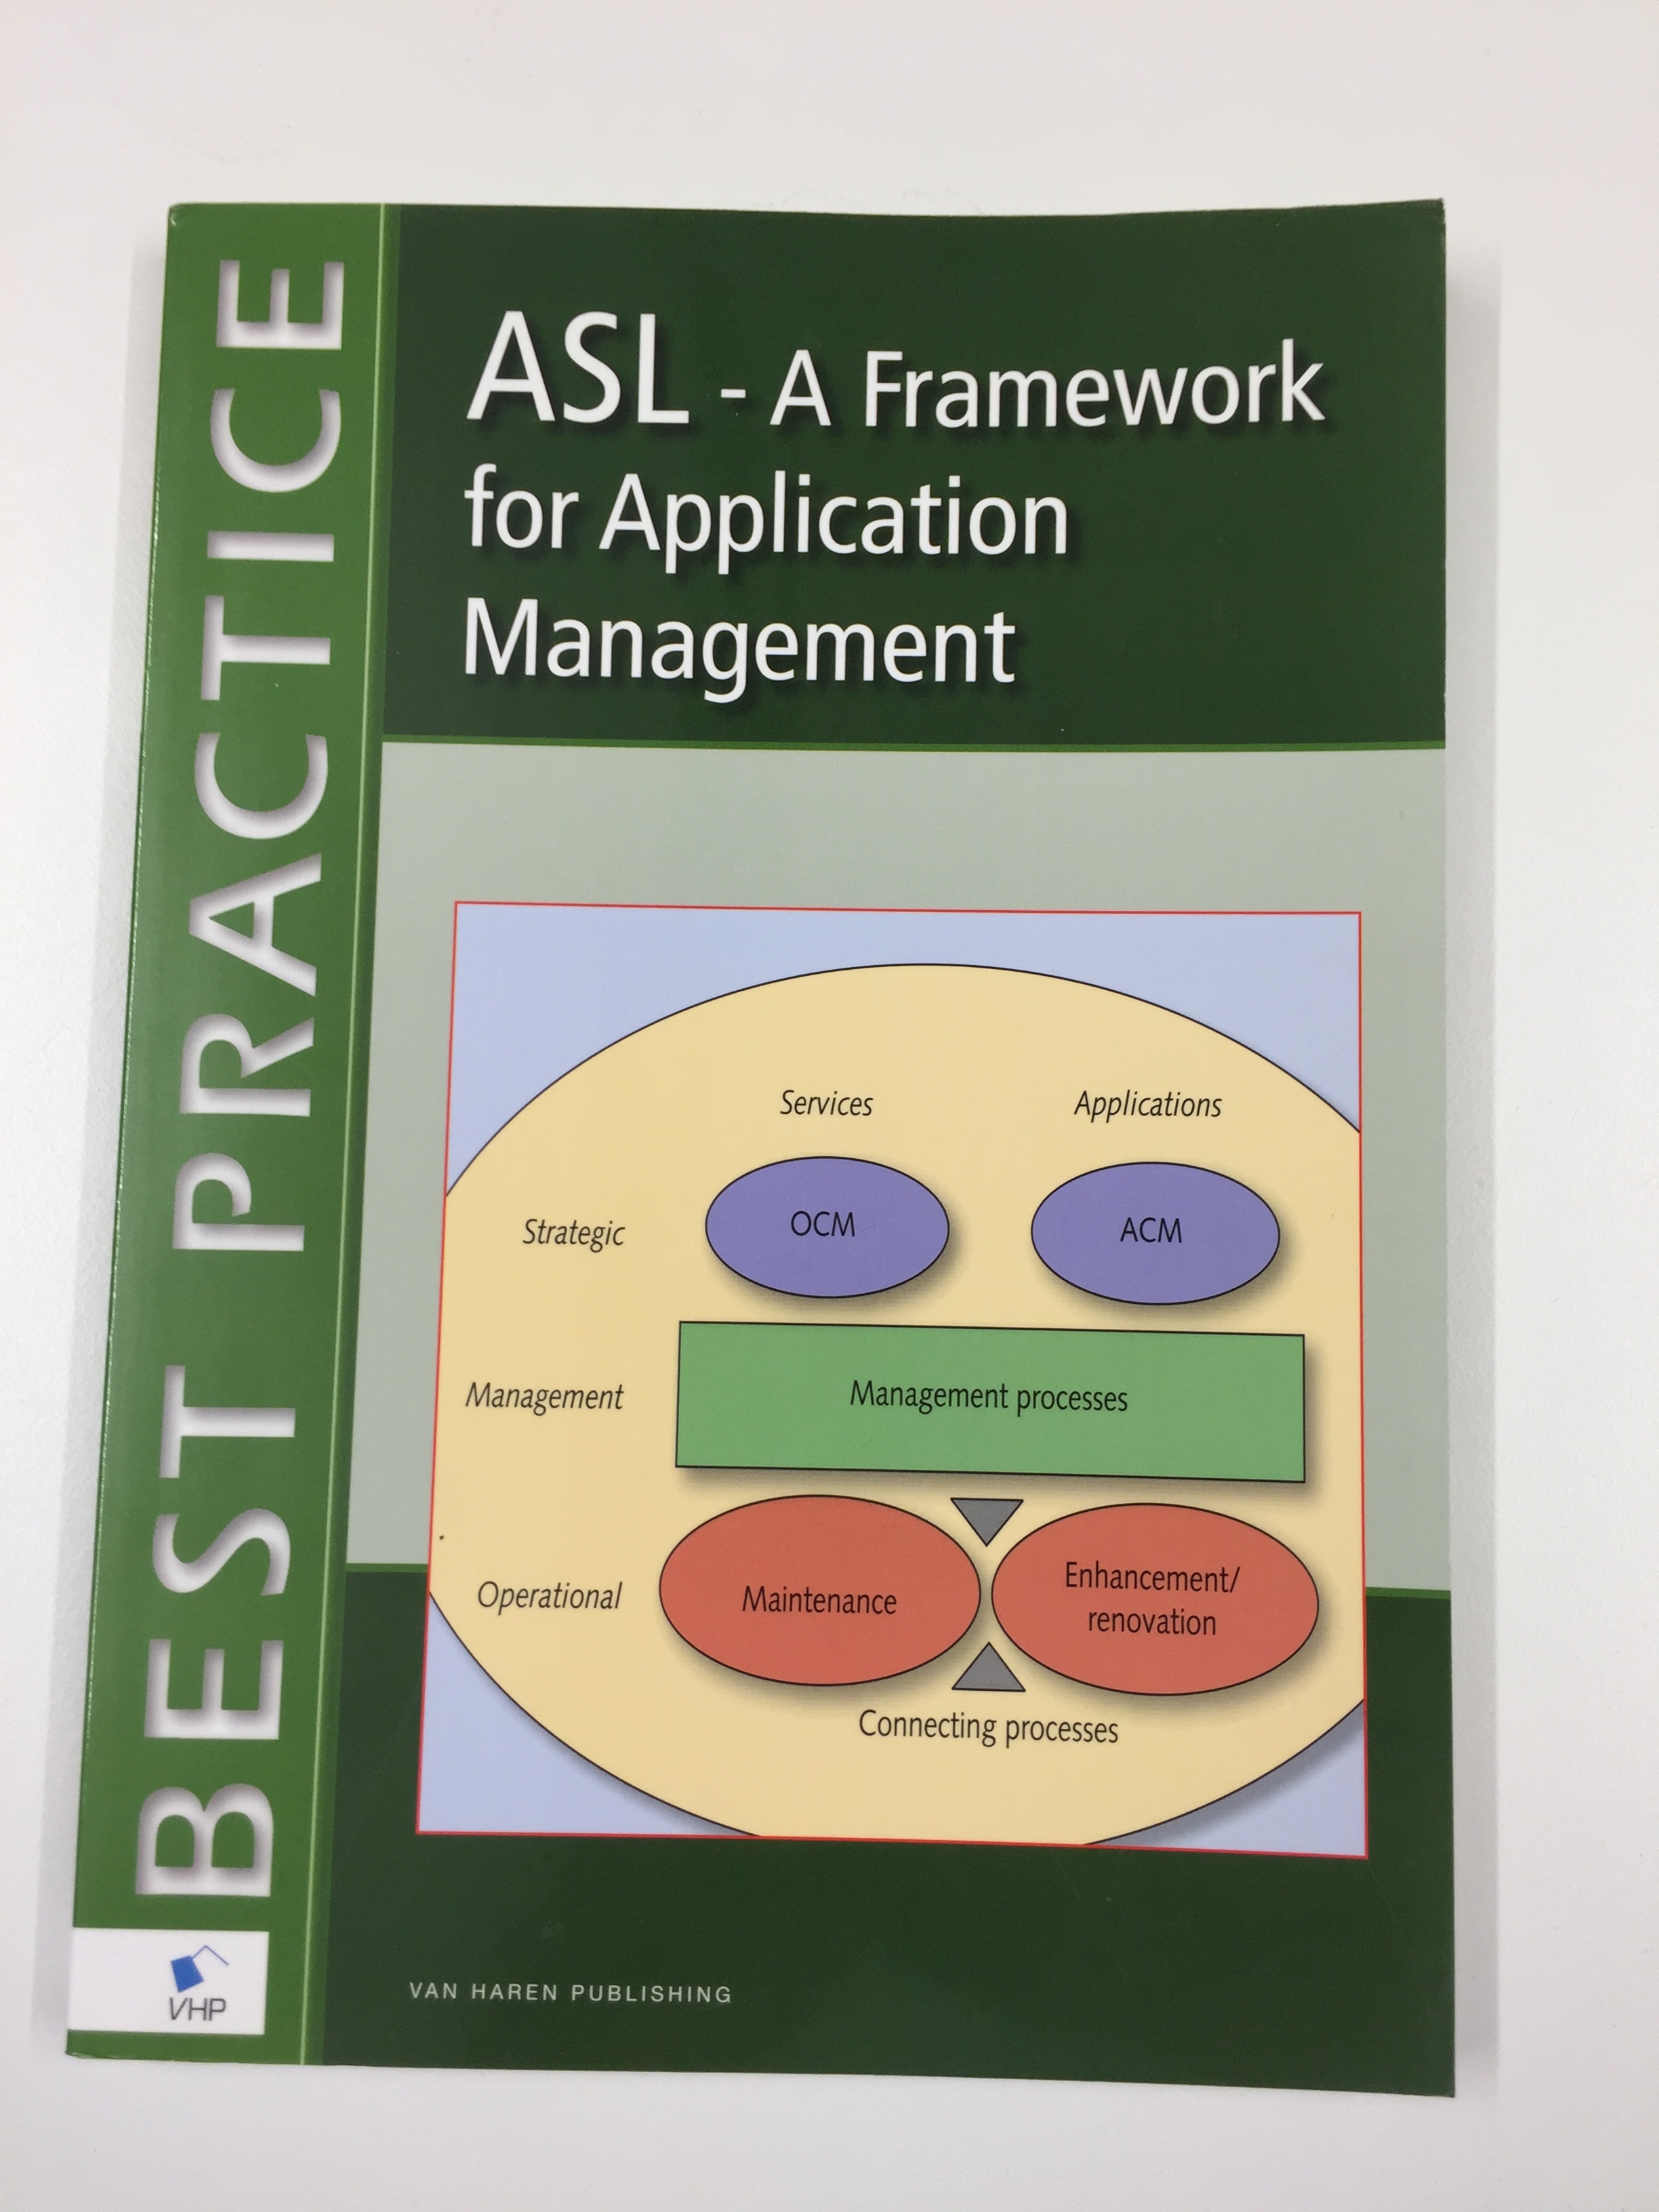 BEST PRACTICE
ASL - A Framework
for Application
Management
Services Applications
Strategic OCM ACM
Management Management processes
Operational Maintenance Enhancement/
renovation
Connecting processes
VAN HAREN PUBLISHING
VHP